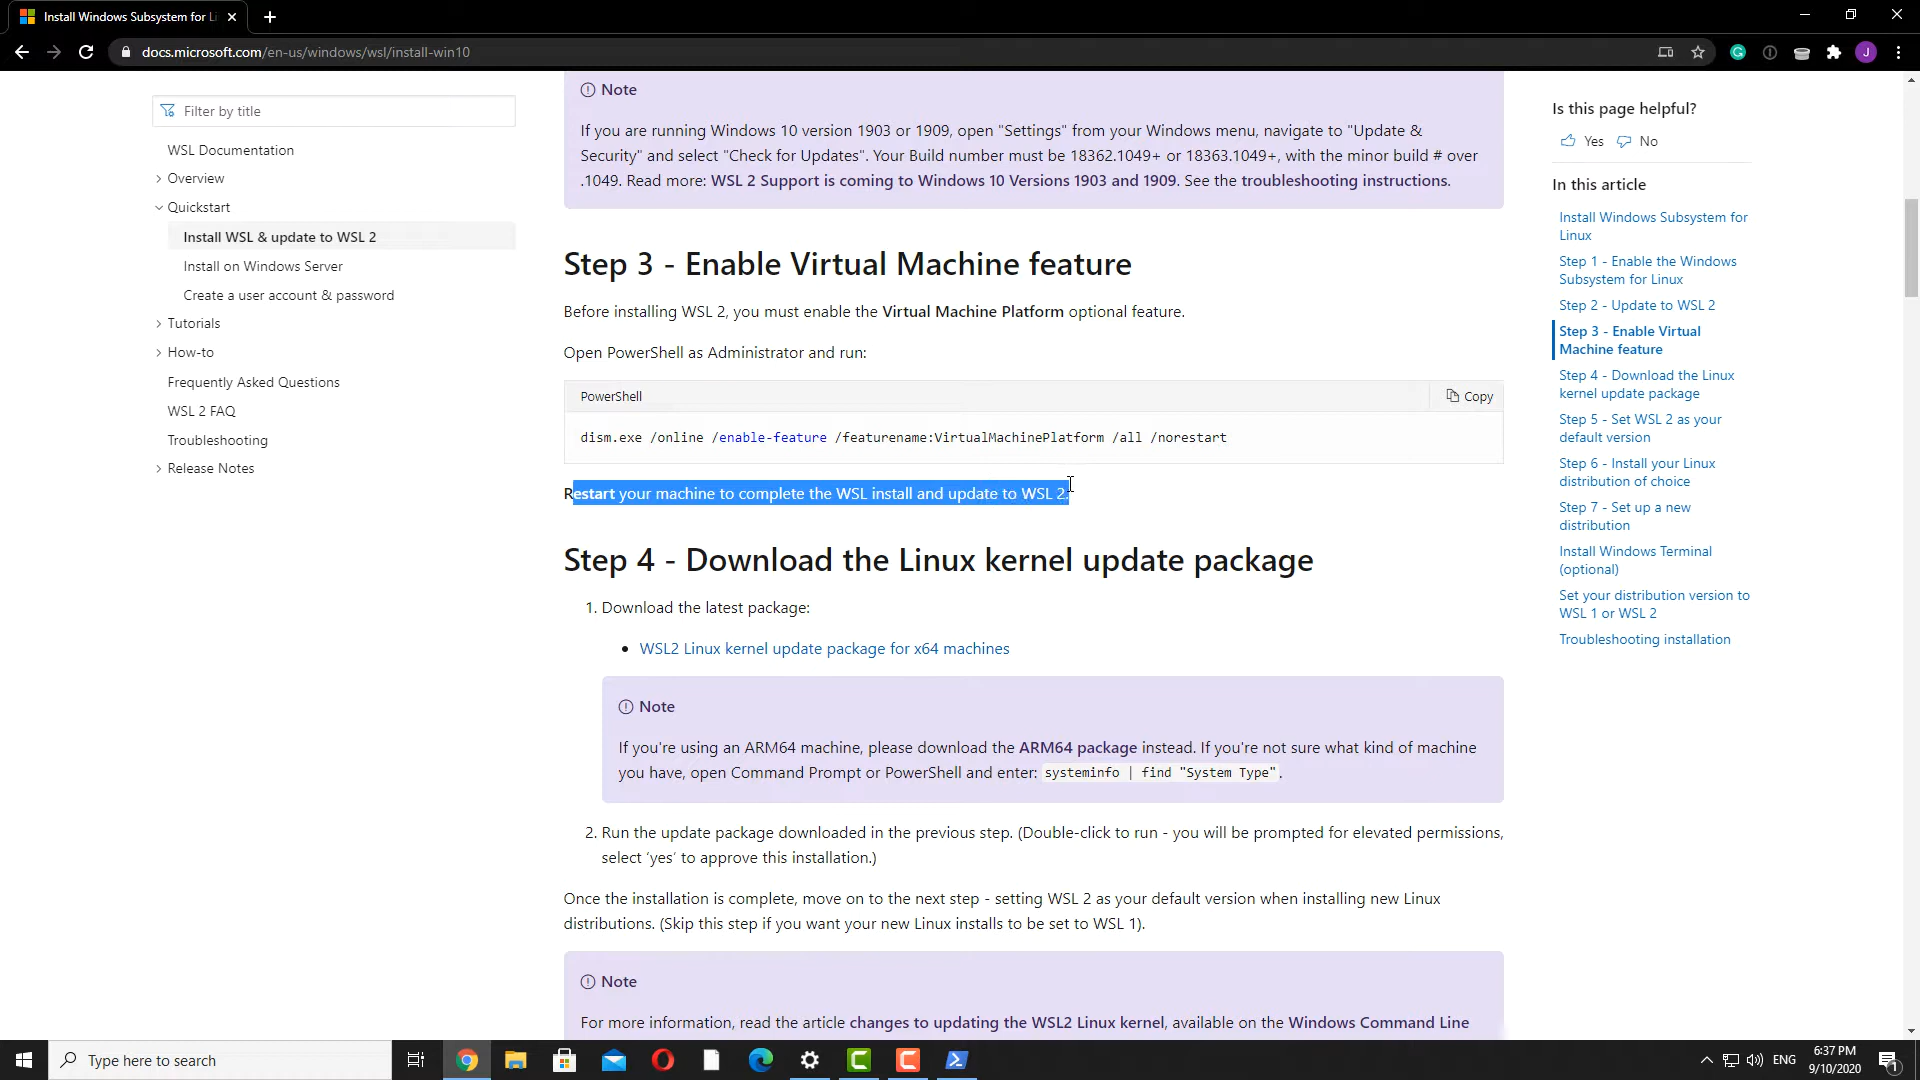 Install Windows Subsystem for Li
docs.microsoft.com/en-us/windows/wsl/install-win10
J
Filter by title
WSL Documentation
Overview
Quickstart
Install WSL & update to WSL 2
Install on Windows Server
Create a user account & password
Tutorials
How-to
Frequently Asked Questions
WSL 2 FAQ
Troubleshooting
Release Notes
Note
If you are running Windows 10 version 1903 or 1909, open "Settings" from your Windows menu, navigate to "Update &
Security" and select "Check for Updates". Your Build number must be 18362.1049+ or 18363.1049+, with the minor build # over
.1049. Read more: WSL 2 Support is coming to Windows 10 Versions 1903 and 1909. See the troubleshooting instructions.
Step 3 - Enable Virtual Machine feature
Before installing WSL 2, you must enable the Virtual Machine Platform optional feature.
Open PowerShell as Administrator and run:
PowerShell
Copy
dism.exe /online /enable-feature /featurename:VirtualMachinePlatform /all /norestart
Restart your machine to complete the WSL install and update to WSL 2.
Step 4 - Download the Linux kernel update package
1. Download the latest package:
• WSL2 Linux kernel update package for x64 machines
Note
If you're using an ARM64 machine, please download the ARM64 package instead. If you're not sure what kind of machine
you have, open Command Prompt or PowerShell and enter: systeminfo | find "System Type".
2. Run the update package downloaded in the previous step. (Double-click to run - you will be prompted for elevated permissions,
select ‘yes’ to approve this installation.)
Once the installation is complete, move on to the next step - setting WSL 2 as your default version when installing new Linux
distributions. (Skip this step if you want your new Linux installs to be set to WSL 1).
Note
For more information, read the article changes to updating the WSL2 Linux kernel, available on the Windows Command Line
Is this page helpful?
Yes
No
In this article
Install Windows Subsystem for
Linux
Step 1 - Enable the Windows
Subsystem for Linux
Step 2 - Update to WSL 2
Step 3 - Enable Virtual
Machine feature
Step 4 - Download the Linux
kernel update package
Step 5 - Set WSL 2 as your
default version
Step 6 - Install your Linux
distribution of choice
Step 7 - Set up a new
distribution
Install Windows Terminal
(optional)
Set your distribution version to
WSL 1 or WSL 2
Troubleshooting installation
Type here to search
ENG
6:37 PM
9/10/2020
1